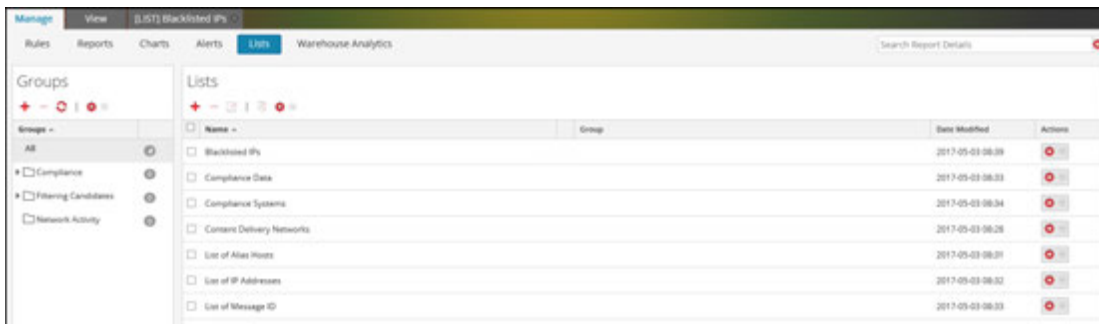 Manage View [LIST] Blacklisted IPs
Rules Reports Charts Alerts Lists Warehouse Analytics Search Report Details
Groups
Lists
Groups
Name Group Date Modified Actions
All
Blacklisted IPs 2017-05-03 08:39
Compliance
Compliance Data 2017-05-03 08:33
Filtering Candidates
Compliance Systems 2017-05-03 08:34
Network Activity
Content Delivery Networks 2017-05-03 08:28
List of Alias Hosts 2017-05-03 08:31
List of IP Addresses 2017-05-03 08:32
List of Message ID 2017-05-03 08:33